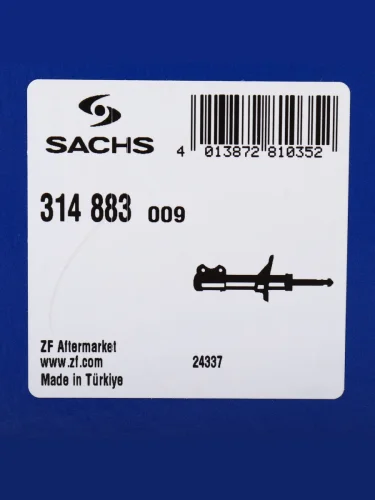 SACHS
4 013872 810352
314 883 009
ZF Aftermarket
www.zf.com
Made in Türkiye
24337